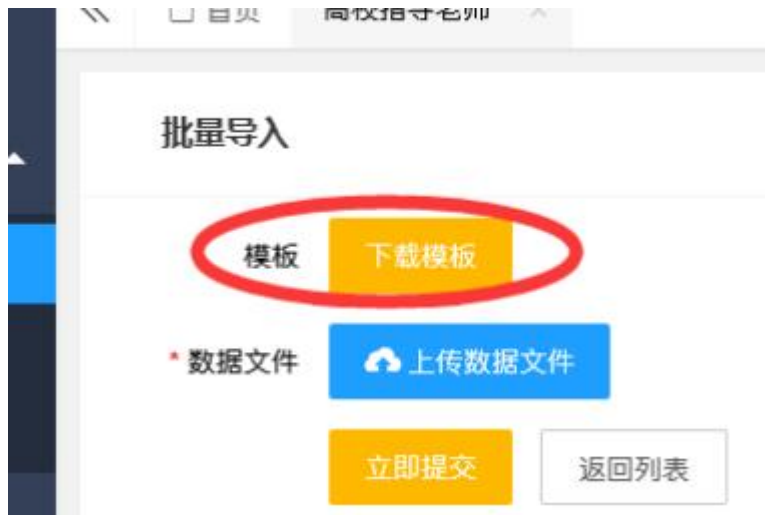 首页 高校指导老师
批量导入
模板 下载模板
* 数据文件 上传数据文件
立即提交 返回列表